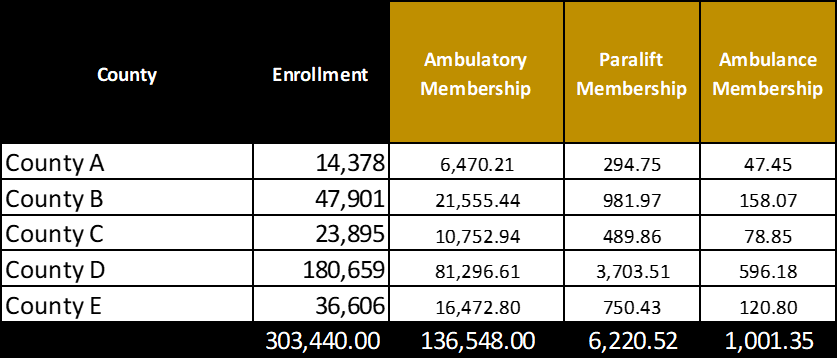 County Enrollment Ambulatory Membership Paralift Membership Ambulance Membership
County A 14,378 6,470.21 294.75 47.45
County B 47,901 21,555.44 981.97 158.07
County C 23,895 10,752.94 489.86 78.85
County D 180,659 81,296.61 3,703.51 596.18
County E 36,606 16,472.80 750.43 120.80
303,440.00 136,548.00 6,220.52 1,001.35